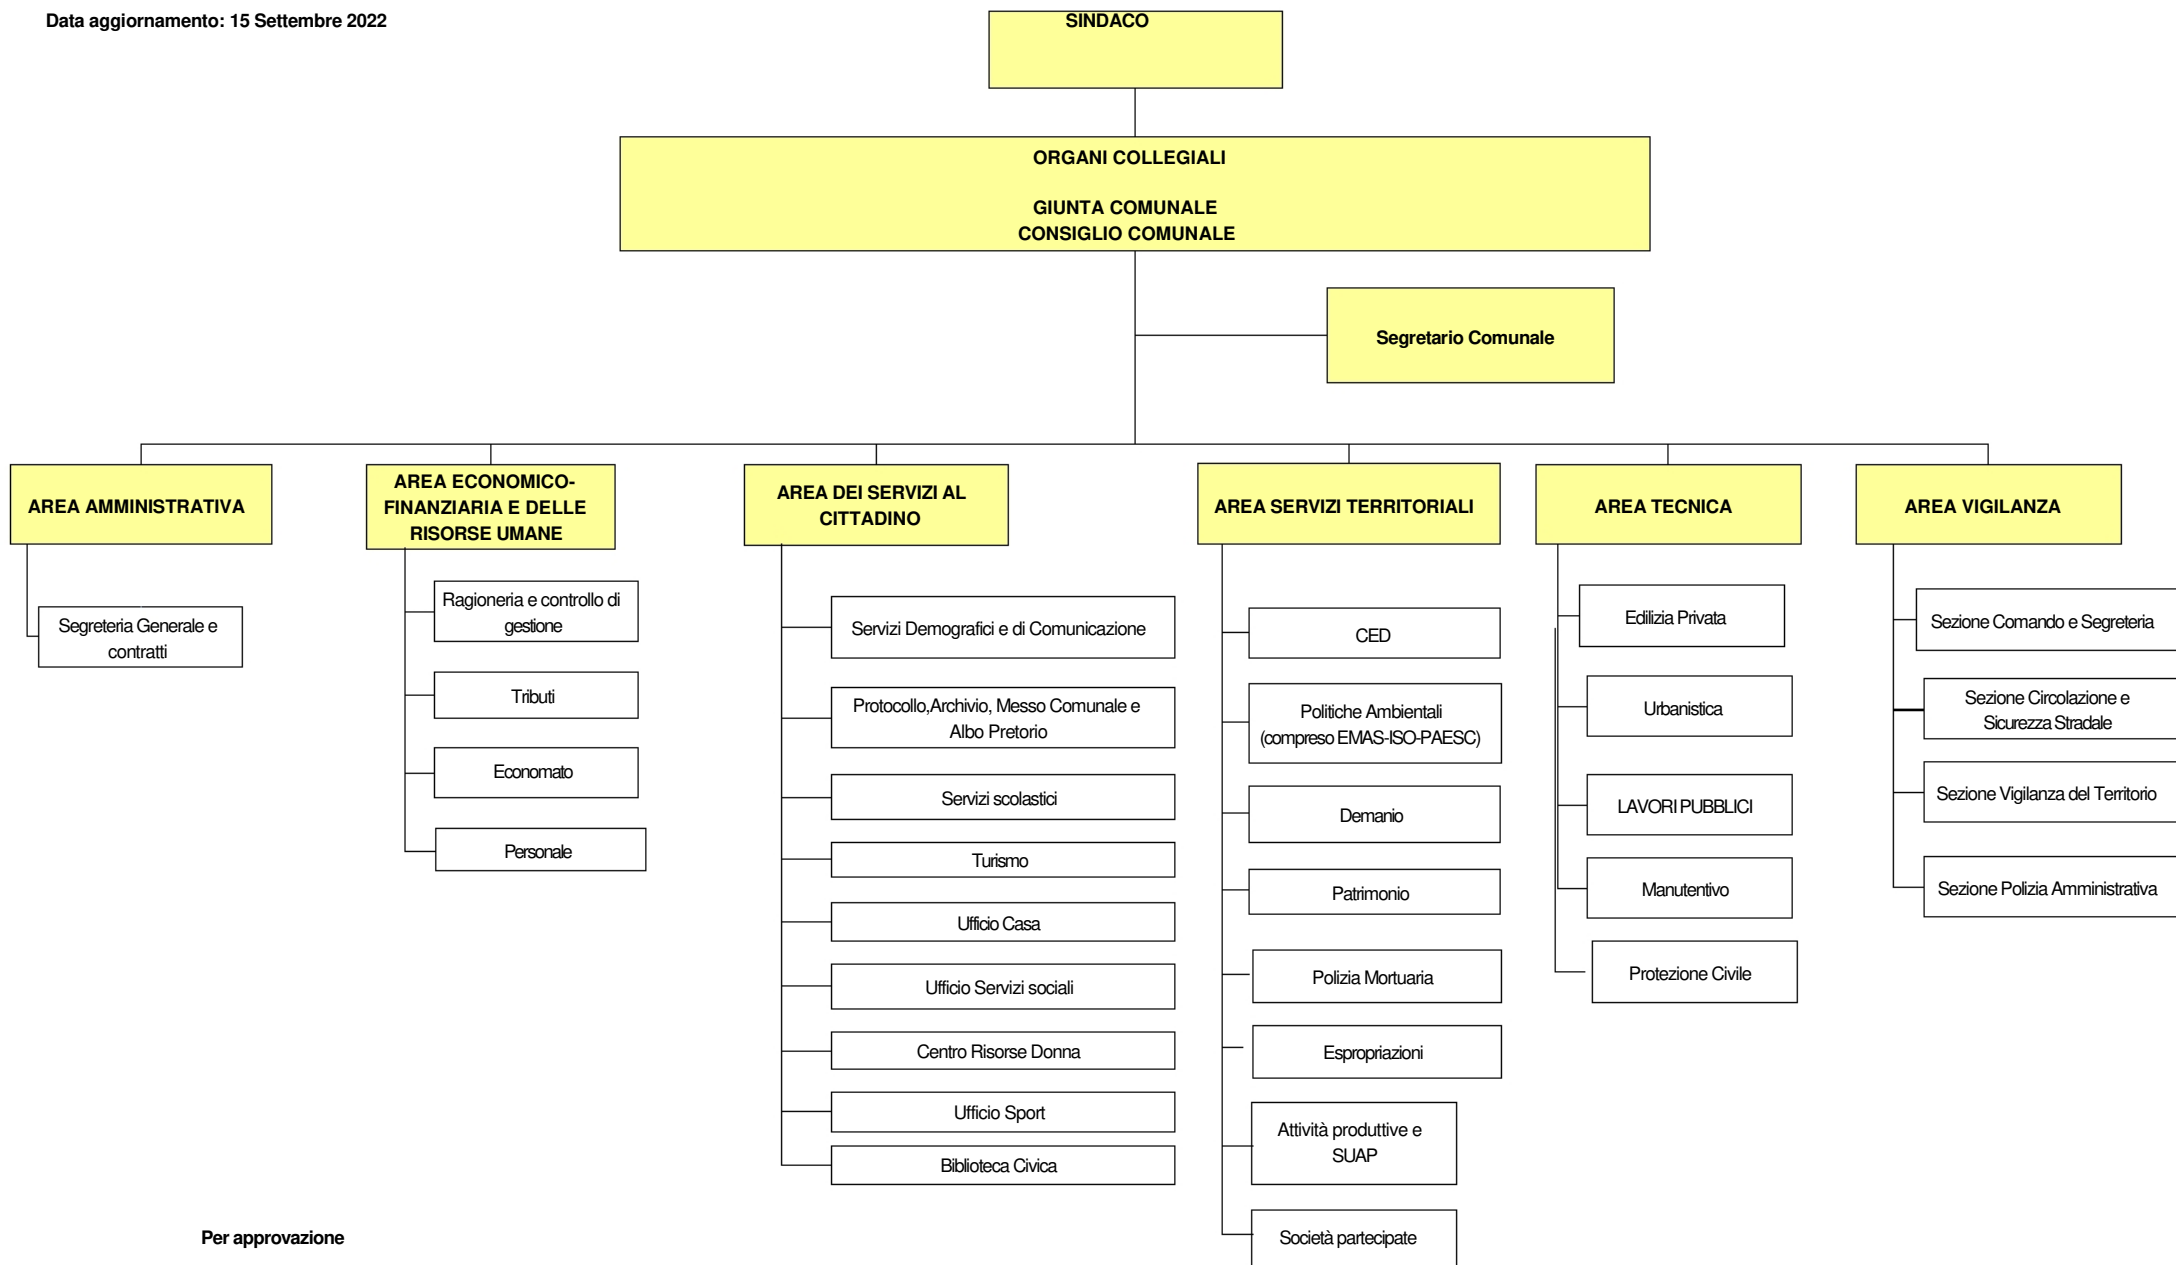 Data aggiornamento: 15 Settembre 2022
SINDACO
ORGANI COLLEGIALI
GIUNTA COMUNALE
CONSIGLIO COMUNALE
Segretario Comunale
AREA AMMINISTRATIVA
Segreteria Generale e
contratti
AREA ECONOMICO-
FINANZIARIA E DELLE
RISORSE UMANE
Ragioneria e controllo di
gestione
Tributi
Economato
Personale
AREA DEI SERVIZI AL
CITTADINO
Servizi Demografici e di Comunicazione
Protocollo,Archivio, Messo Comunale e
Albo Pretorio
Servizi scolastici
Turismo
Ufficio Casa
Ufficio Servizi sociali
Centro Risorse Donna
Ufficio Sport
Biblioteca Civica
AREA SERVIZI TERRITORIALI
CED
Politiche Ambientali
(compreso EMAS-ISO-PAESC)
Demanio
Patrimonio
Polizia Mortuaria
Espropriazioni
Attività produttive e
SUAP
Società partecipate
AREA TECNICA
Edilizia Privata
Urbanistica
LAVORI PUBBLICI
Manutentivo
Protezione Civile
AREA VIGILANZA
Sezione Comando e Segreteria
Sezione Circolazione e
Sicurezza Stradale
Sezione Vigilanza del Territorio
Sezione Polizia Amministrativa
Per approvazione